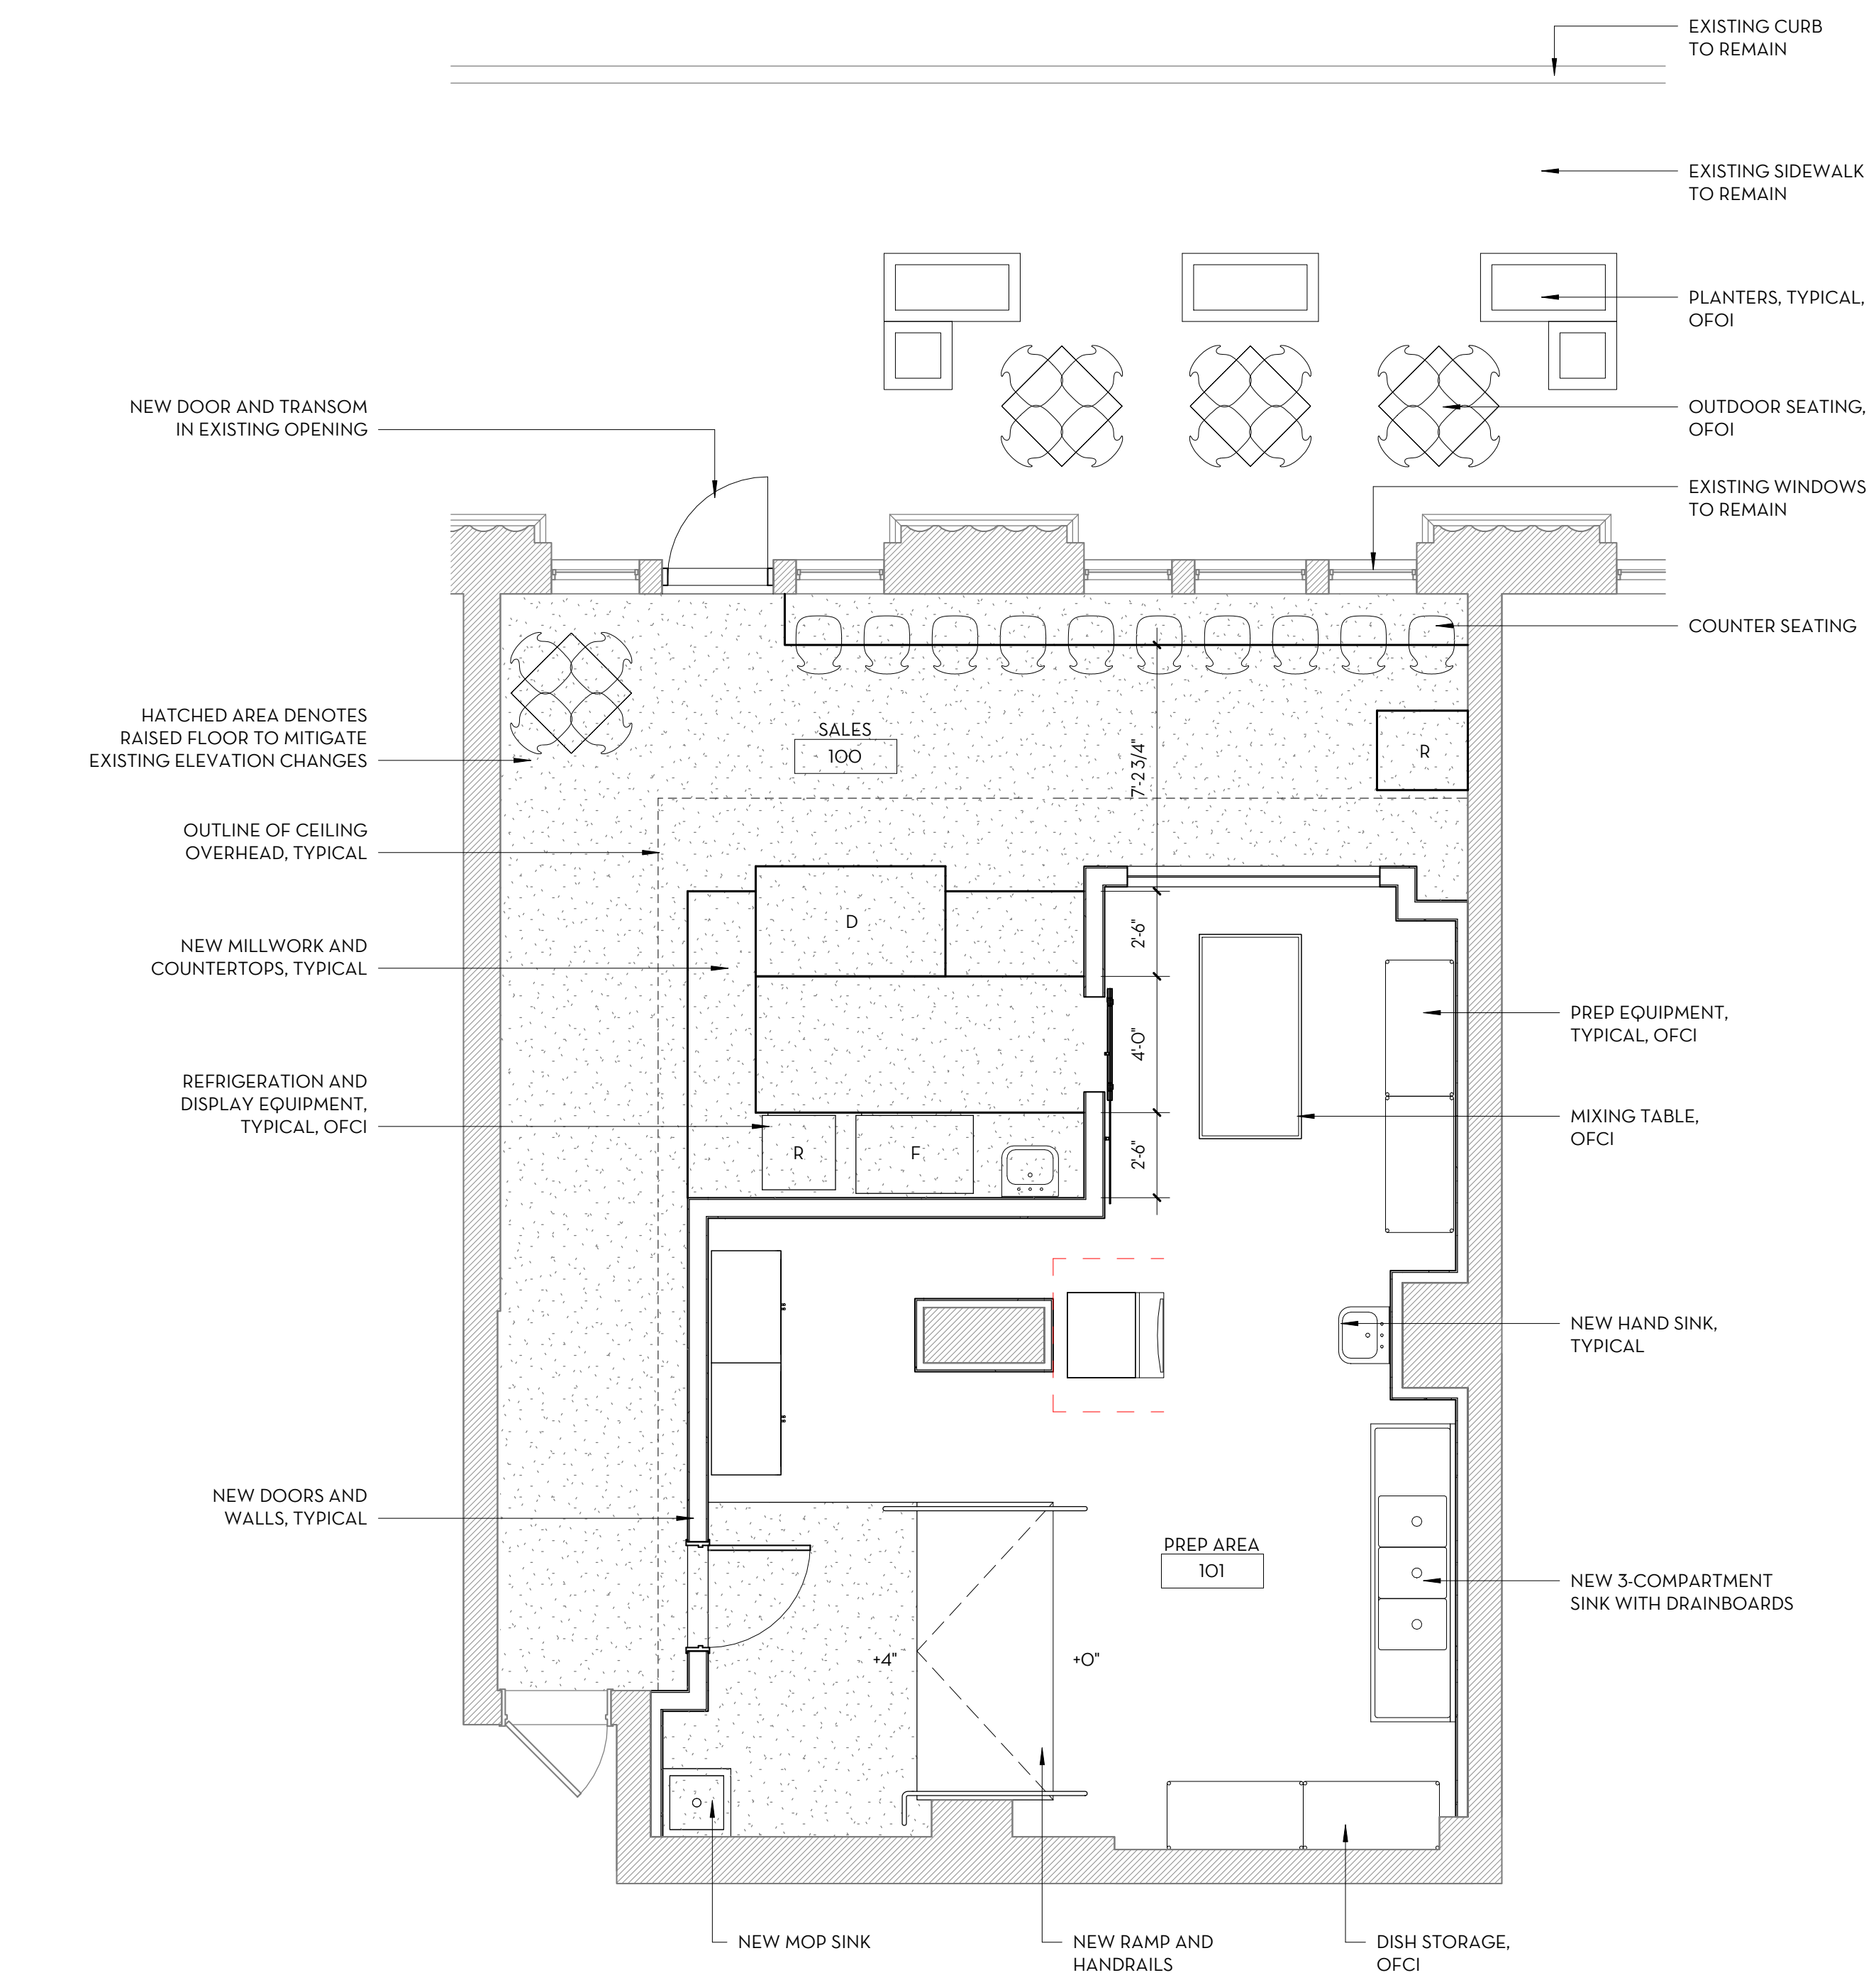 EXISTING CURB
TO REMAIN
EXISTING SIDEWALK
TO REMAIN
PLANTERS, TYPICAL,
OFOI
NEW DOOR AND TRANSOM
IN EXISTING OPENING
OUTDOOR SEATING,
OFOI
EXISTING WINDOWS
TO REMAIN
COUNTER SEATING
HATCHED AREA DENOTES
RAISED FLOOR TO MITIGATE
EXISTING ELEVATION CHANGES
SALES
100
7'-2 3/4"
R
OUTLINE OF CEILING
OVERHEAD, TYPICAL
D
2'-6"
NEW MILLWORK AND
COUNTERTOPS, TYPICAL
PREP EQUIPMENT,
TYPICAL, OFCI
4'-0"
REFRIGERATION AND
DISPLAY EQUIPMENT,
TYPICAL, OFCI
MIXING TABLE,
OFCI
R
F
2'-6"
NEW HAND SINK,
TYPICAL
NEW DOORS AND
WALLS, TYPICAL
PREP AREA
101
NEW 3-COMPARTMENT
SINK WITH DRAINBOARDS
+4"
+0"
NEW MOP SINK
NEW RAMP AND
HANDRAILS
DISH STORAGE,
OFCI